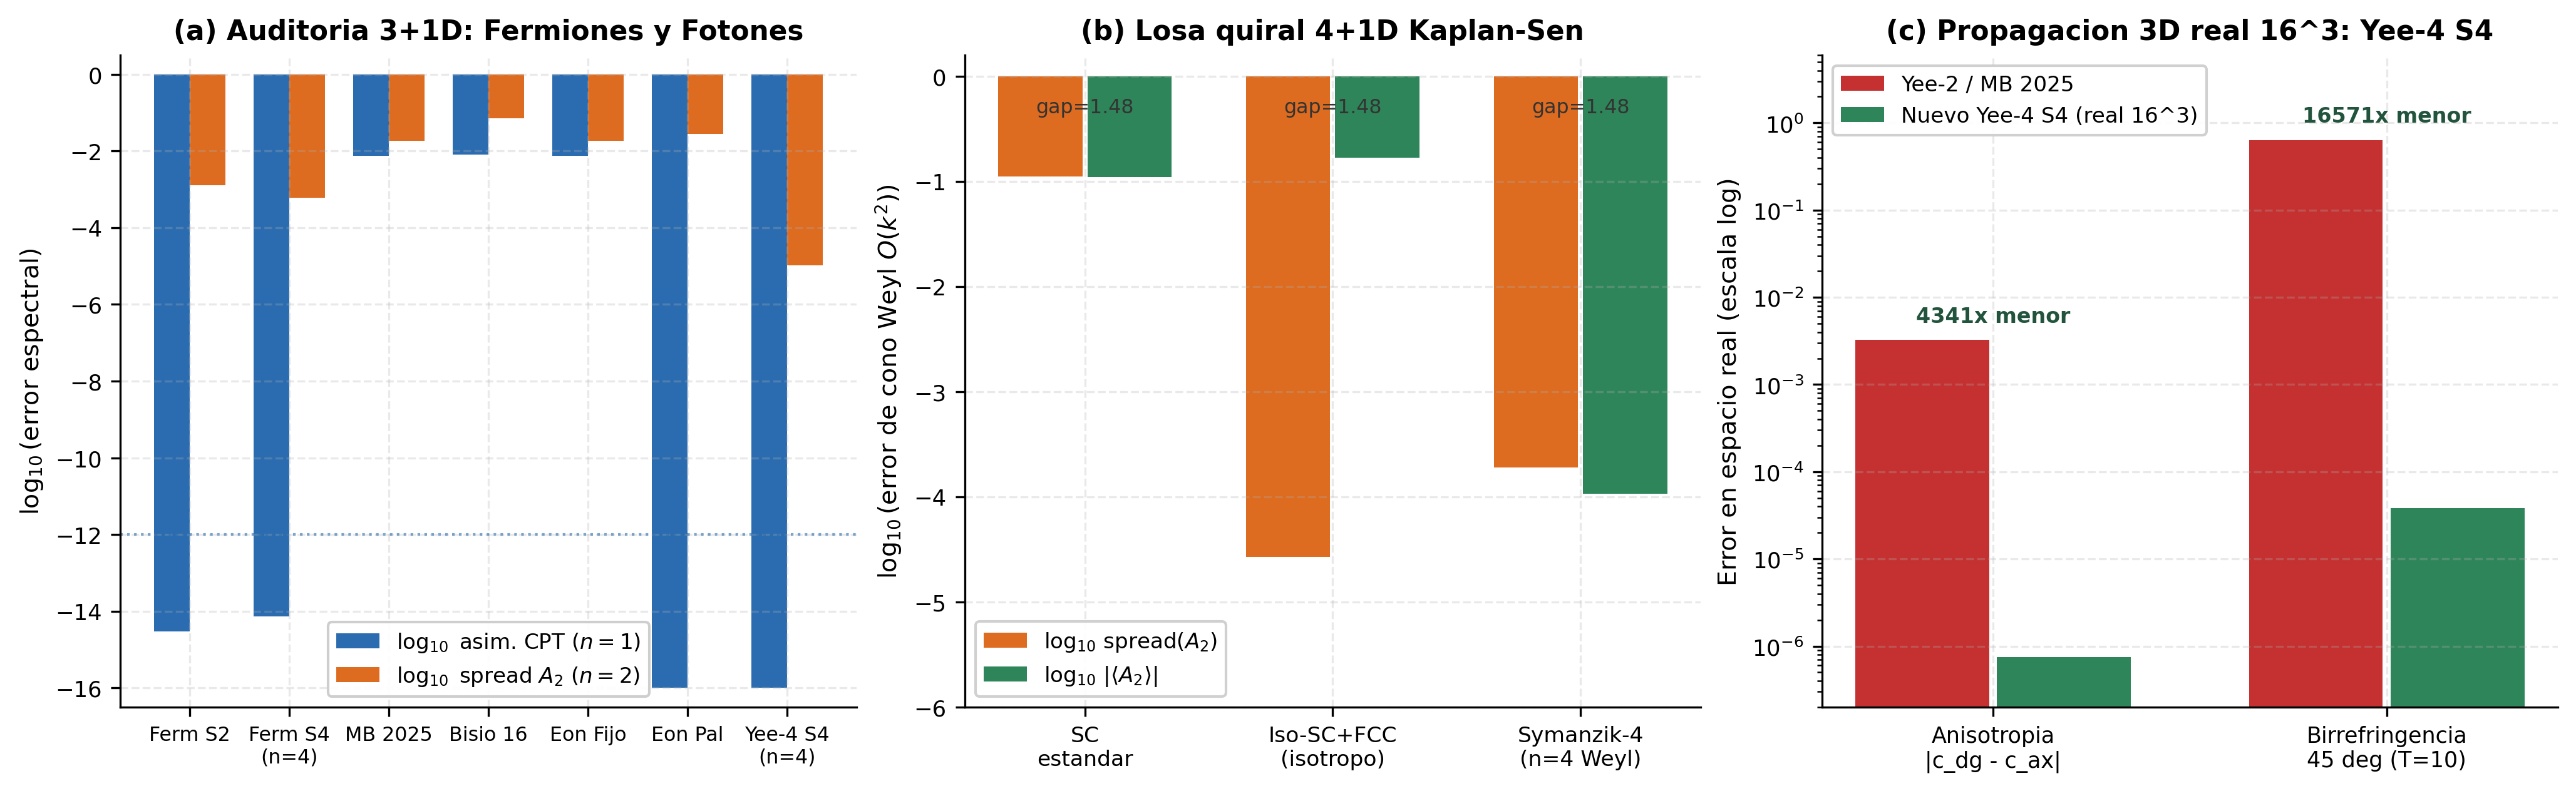 (a) Auditoria 3+1D: Fermiones y Fotones
log₁₀(error espectral)
0
−2
−4
−6
−8
−10
−12
−14
−16
log₁₀ asim. CPT (n = 1)
log₁₀ spread A₂ (n = 2)
Ferm S2
Ferm S4
(n=4)
MB 2025
Bisio 16
Eon Fijo
Eon Pal
Yee-4 S4
(n=4)
(b) Losa quiral 4+1D Kaplan-Sen
log₁₀(error de cono Weyl O(k²))
0
−1
−2
−3
−4
−5
−6
gap=1.48
gap=1.48
gap=1.48
log₁₀ spread(A₂)
log₁₀ |⟨A₂⟩|
SC
estandar
Iso-SC+FCC
(isotropo)
Symanzik-4
(n=4 Weyl)
(c) Propagacion 3D real 16^3: Yee-4 S4
Error en espacio real (escala log)
Yee-2 / MB 2025
Nuevo Yee-4 S4 (real 16^3)
10⁰
10⁻¹
10⁻²
10⁻³
10⁻⁴
10⁻⁵
10⁻⁶
16571x menor
4341x menor
Anisotropia
|c_dg - c_ax|
Birrefringencia
45 deg (T=10)